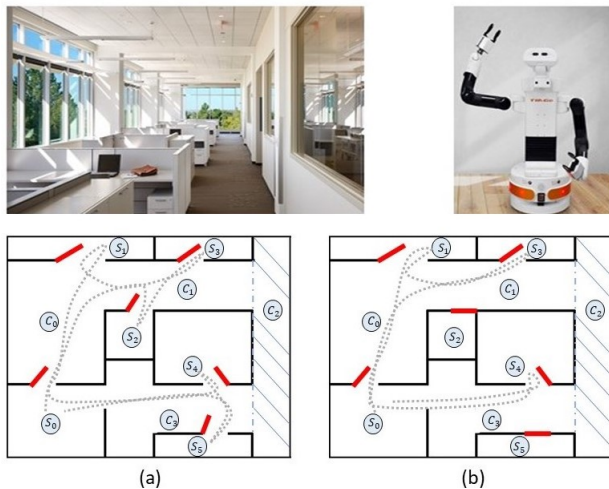 S₁
S₃
C₁
C₀
C₂
S₂
S₄
S₀
C₃
S₅
(a)
S₁
S₃
C₁
C₀
C₂
S₂
S₄
S₀
C₃
S₅
(b)